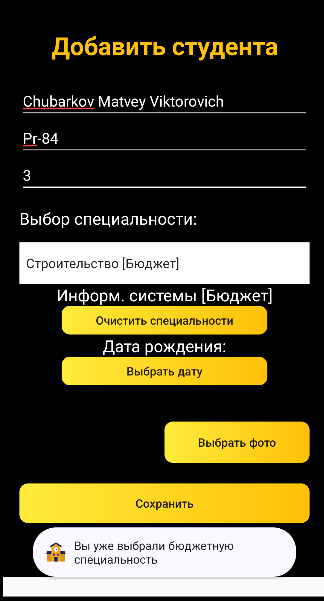 Добавить студента
Chubarkov Matvey Viktorovich
Pr-84
3
Выбор специальности:
Строительство [Бюджет]
Информ. системы [Бюджет]
Очистить специальности
Дата рождения:
Выбрать дату
Выбрать фото
Сохранить
Вы уже выбрали бюджетную
специальность